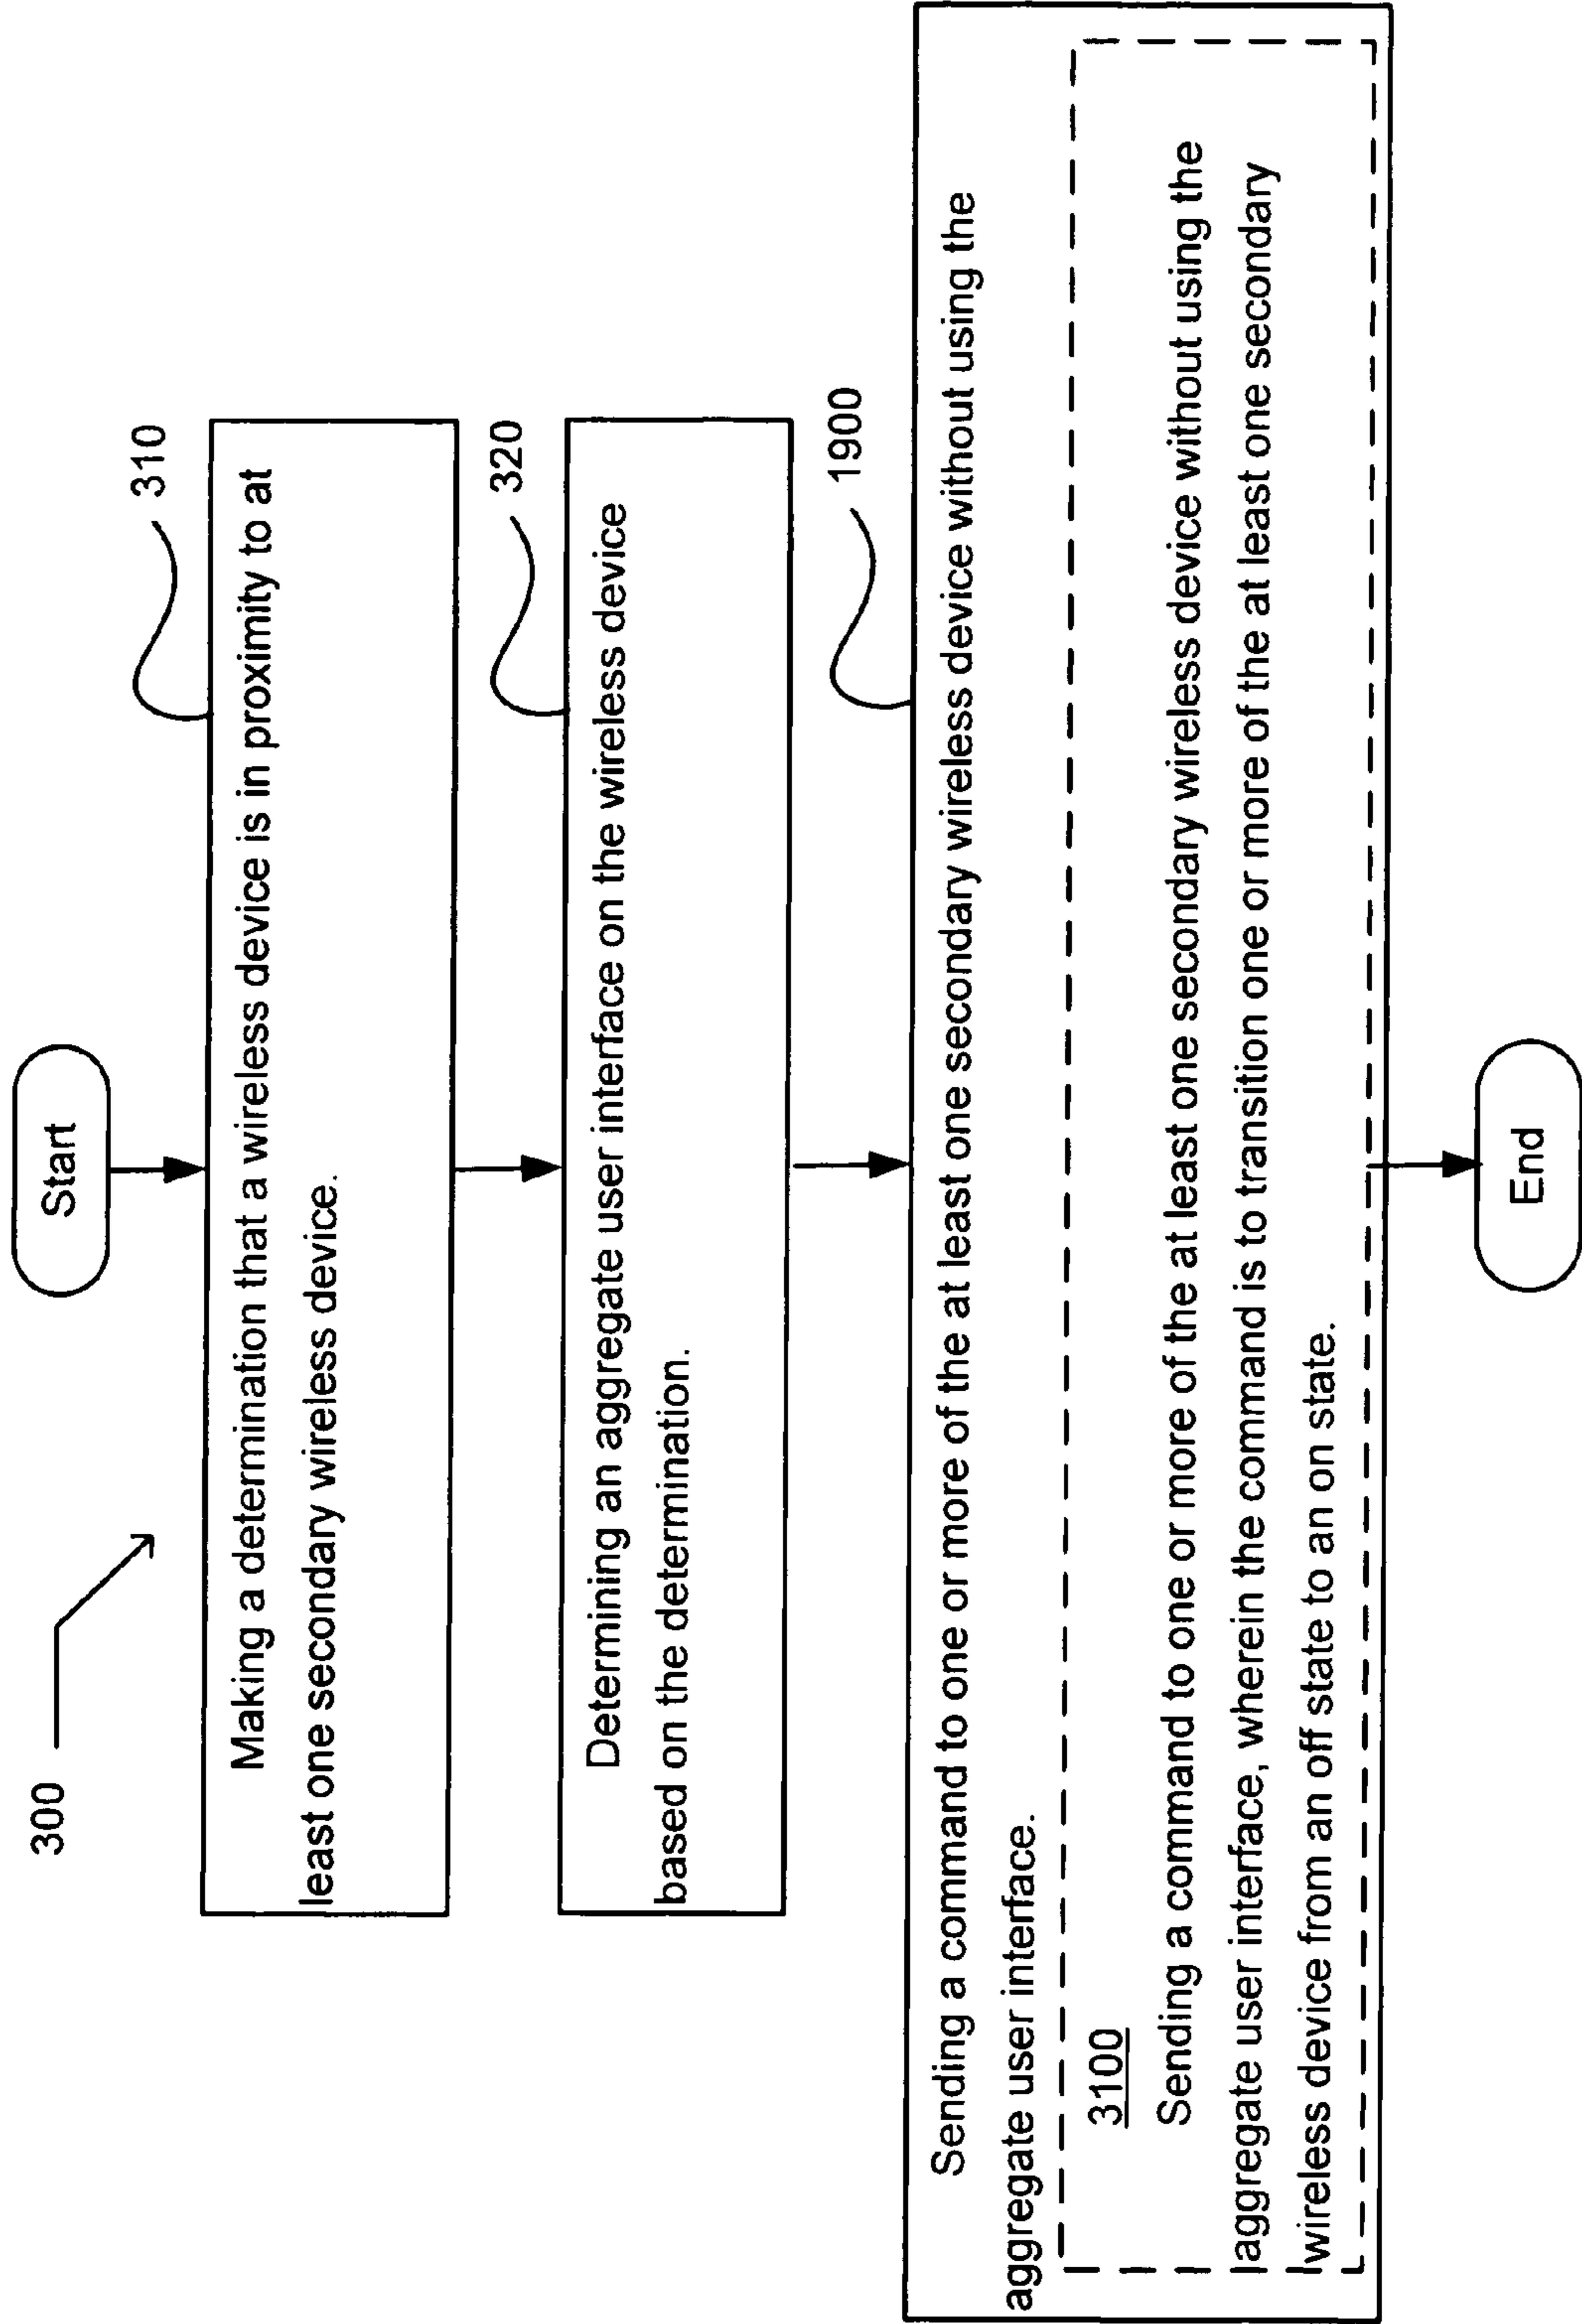 300
Start
310
Making a determination that a wireless device is in proximity to at
least one secondary wireless device.
320
Determining an aggregate user interface on the wireless device
based on the determination.
1900
Sending a command to one or more of the at least one secondary wireless device without using the
aggregate user interface.
3100
Sending a command to one or more of the at least one secondary wireless device without using the
aggregate user interface, wherein the command is to transition one or more of the at least one secondary
wireless device from an off state to an on state.
End